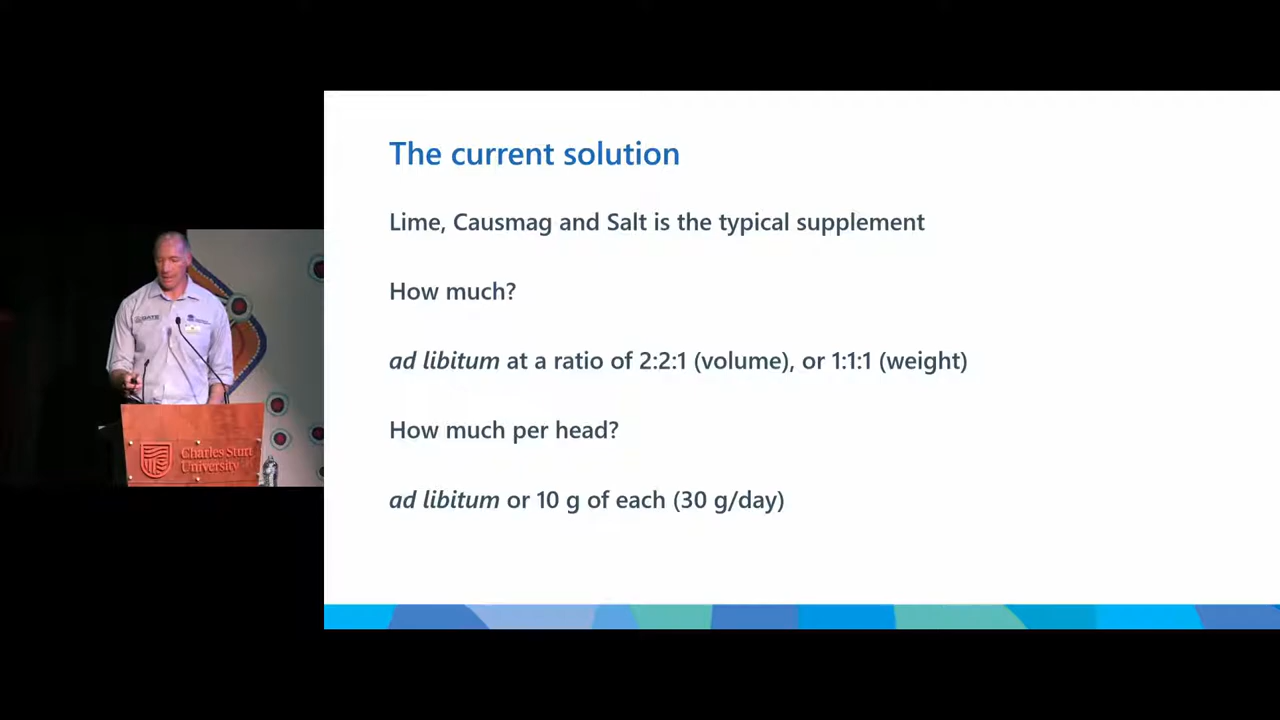 The current solution
Lime, Causmag and Salt is the typical supplement
How much?
ad libitum at a ratio of 2:2:1 (volume), or 1:1:1 (weight)
How much per head?
ad libitum or 10 g of each (30 g/day)
Charles Sturt
University